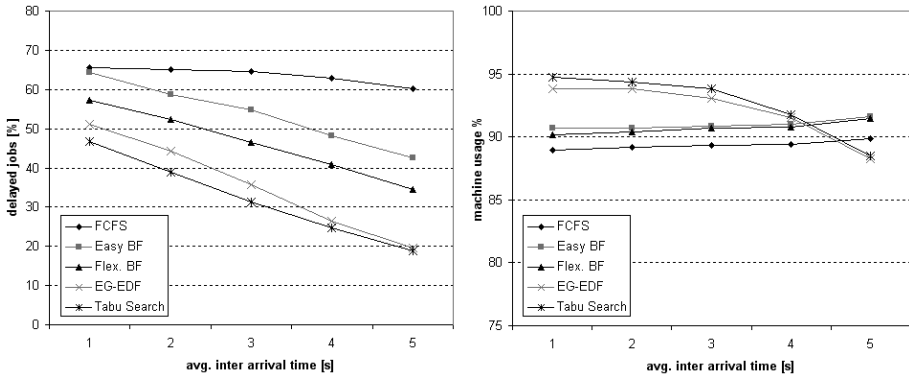 80
70
60
50
40
30
20
10
0
delayed jobs [%]
FCFS
Easy BF
Flex. BF
EG-EDF
Tabu Search
1 2 3 4 5
avg. inter arrival time [s]
100
95
90
85
80
75
machine usage %
FCFS
Easy BF
Flex. BF
EG-EDF
Tabu Search
1 2 3 4 5
avg. inter arrival time [s]